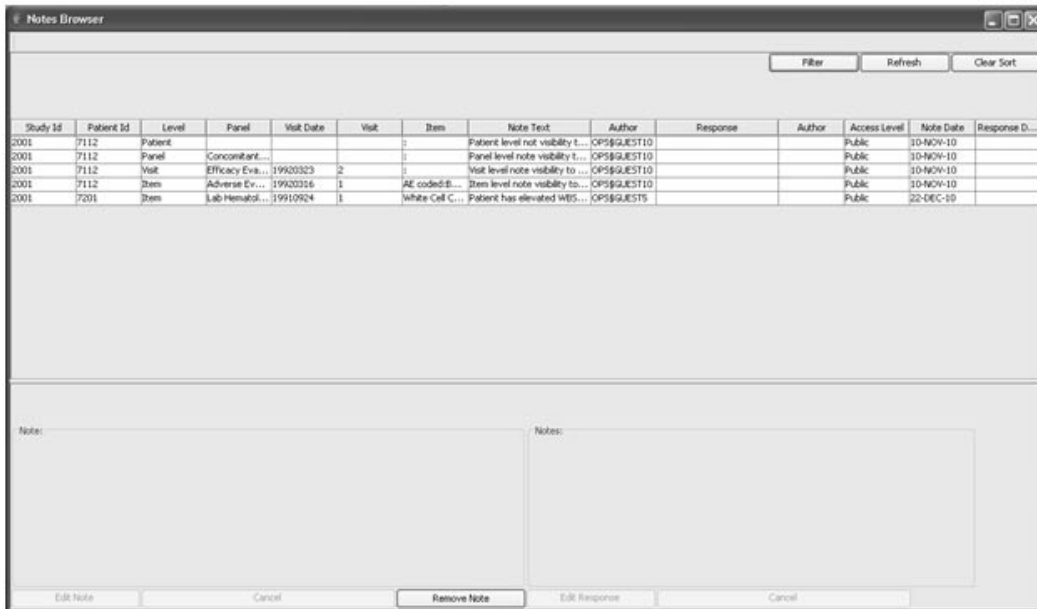 Notes Browser
Filter Refresh Clear Sort
Study Id Patient Id Level Panel Visit Date Visit Item Note Text Author Response Author Access Level Note Date Response D...
2001 7112 Patient : Patient level not visibility t... OPS$GUEST10 Public 10-NOV-10
2001 7112 Panel Concomitant... : Panel level note visibility t... OPS$GUEST10 Public 10-NOV-10
2001 7112 Visit Efficacy Eva... 19920323 2 : Visit level note visibility to ... OPS$GUEST10 Public 10-NOV-10
2001 7112 Item Adverse Ev... 19920316 1 AE coded:B... Item level note visibility to... OPS$GUEST10 Public 10-NOV-10
2001 7201 Item Lab Hematol... 19910924 1 White Cell C... Patient has elevated WBS... OPS$GUEST5 Public 22-DEC-10
Note: Notes:
Edit Note Cancel Remove Note Edit Response Cancel